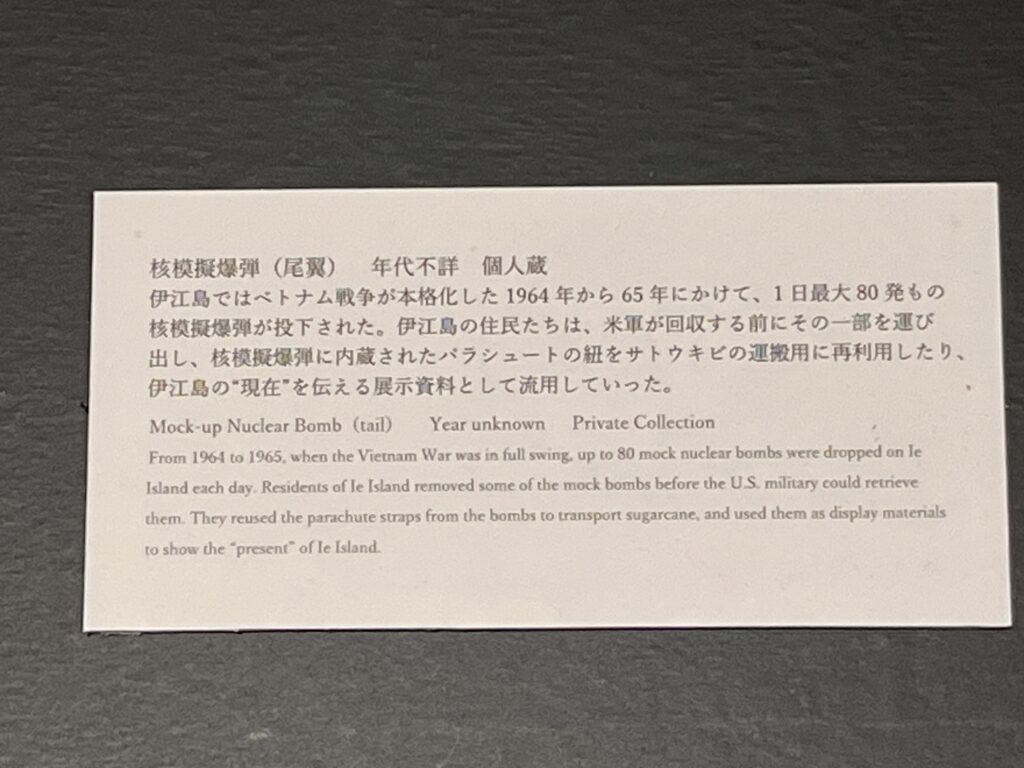 核模擬爆弾（尾翼）　年代不詳　個人蔵
伊江島ではベトナム戦争が本格化した 1964 年から 65 年にかけて、1 日最大 80 発もの
核模擬爆弾が投下された。伊江島の住民たちは、米軍が回収する前にその一部を運び
出し、核模擬爆弾に内蔵されたパラシュートの紐をサトウキビの運搬用に再利用したり、
伊江島の“現在”を伝える展示資料として流用していった。
Mock-up Nuclear Bomb（tail）　Year unknown　Private Collection
From 1964 to 1965, when the Vietnam War was in full swing, up to 80 mock nuclear bombs were dropped on Ie
Island each day. Residents of Ie Island removed some of the mock bombs before the U.S. military could retrieve
them. They reused the parachute straps from the bombs to transport sugarcane, and used them as display materials
to show the “present” of Ie Island.